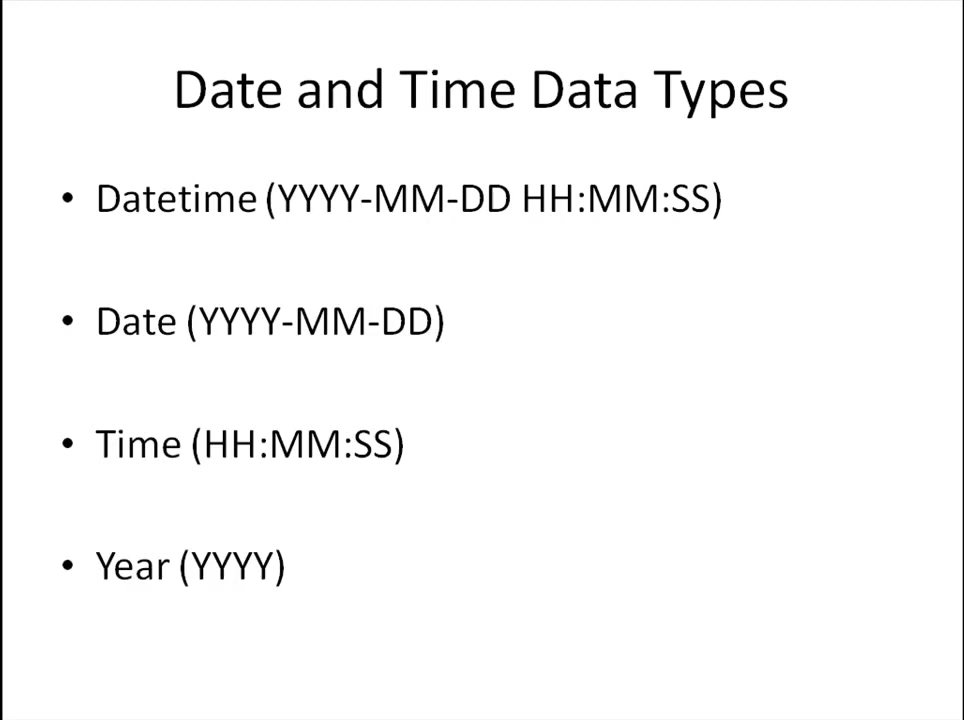 Date and Time Data Types
• Datetime (YYYY-MM-DD HH:MM:SS)
• Date (YYYY-MM-DD)
• Time (HH:MM:SS)
• Year (YYYY)